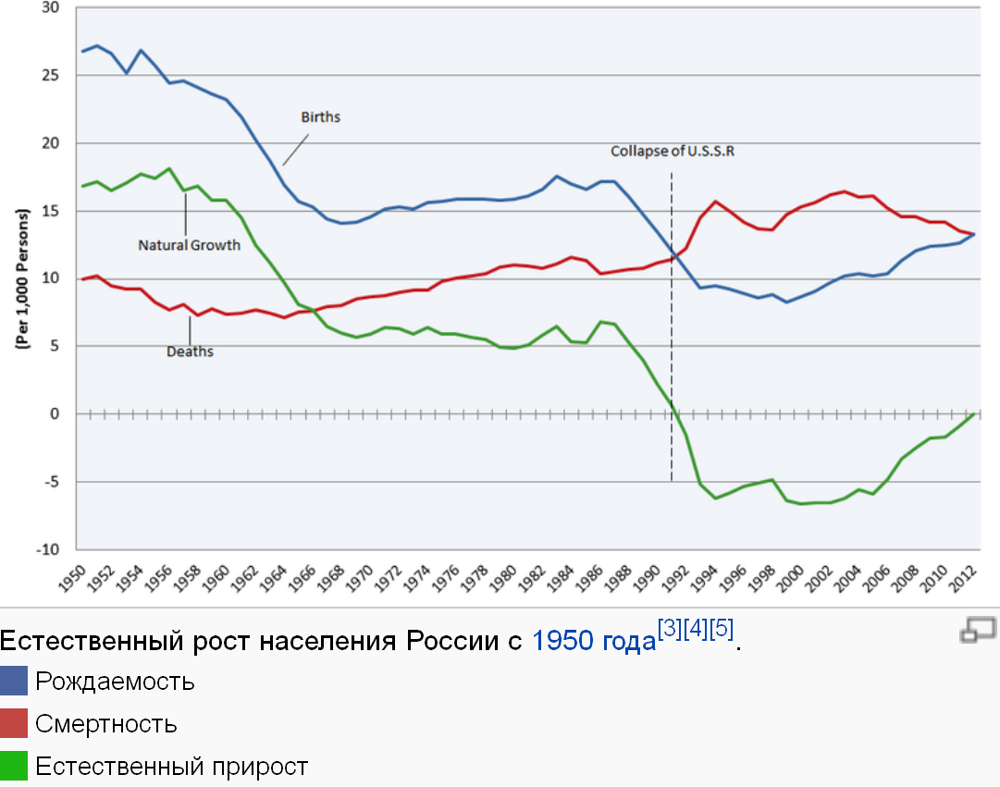 30
25
20
15
10
5
0
-5
-10
(Per 1,000 Persons)
Births
Collapse of U.S.S.R
Natural Growth
Deaths
1950 1952 1954 1956 1958 1960 1962 1964 1966 1968 1970 1972 1974 1976 1978 1980 1982 1984 1986 1988 1990 1992 1994 1996 1998 2000 2002 2004 2006 2008 2010 2012
Естественный рост населения России с 1950 года[3][4][5].
Рождаемость
Смертность
Естественный прирост